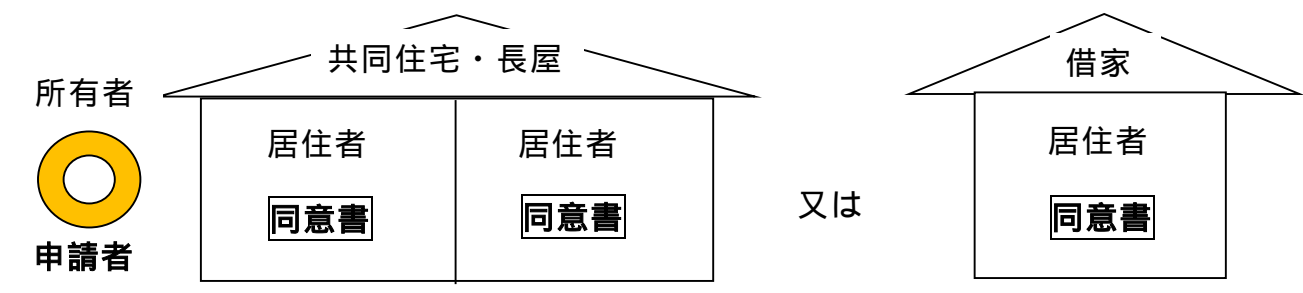 所有者
申請者
共同住宅・長屋
居住者
同意書
居住者
同意書
又は
借家
居住者
同意書